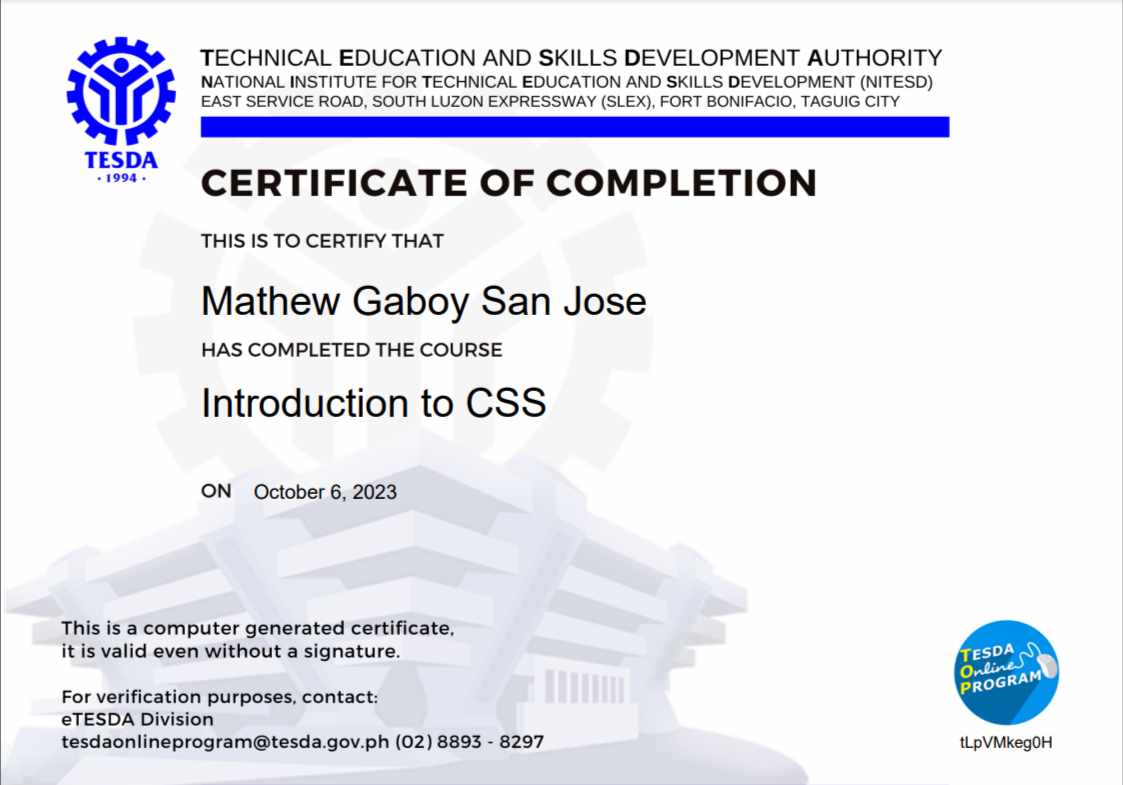 TECHNICAL EDUCATION AND SKILLS DEVELOPMENT AUTHORITY
NATIONAL INSTITUTE FOR TECHNICAL EDUCATION AND SKILLS DEVELOPMENT (NITESD)
EAST SERVICE ROAD, SOUTH LUZON EXPRESSWAY (SLEX), FORT BONIFACIO, TAGUIG CITY
TESDA
· 1994 ·
CERTIFICATE OF COMPLETION
THIS IS TO CERTIFY THAT
Mathew Gaboy San Jose
HAS COMPLETED THE COURSE
Introduction to CSS
ON October 6, 2023
This is a computer generated certificate,
it is valid even without a signature.
For verification purposes, contact:
eTESDA Division
tesdaonlineprogram@tesda.gov.ph (02) 8893 - 8297
TESDA
Online
PROGRAM
tLpVMkeg0H